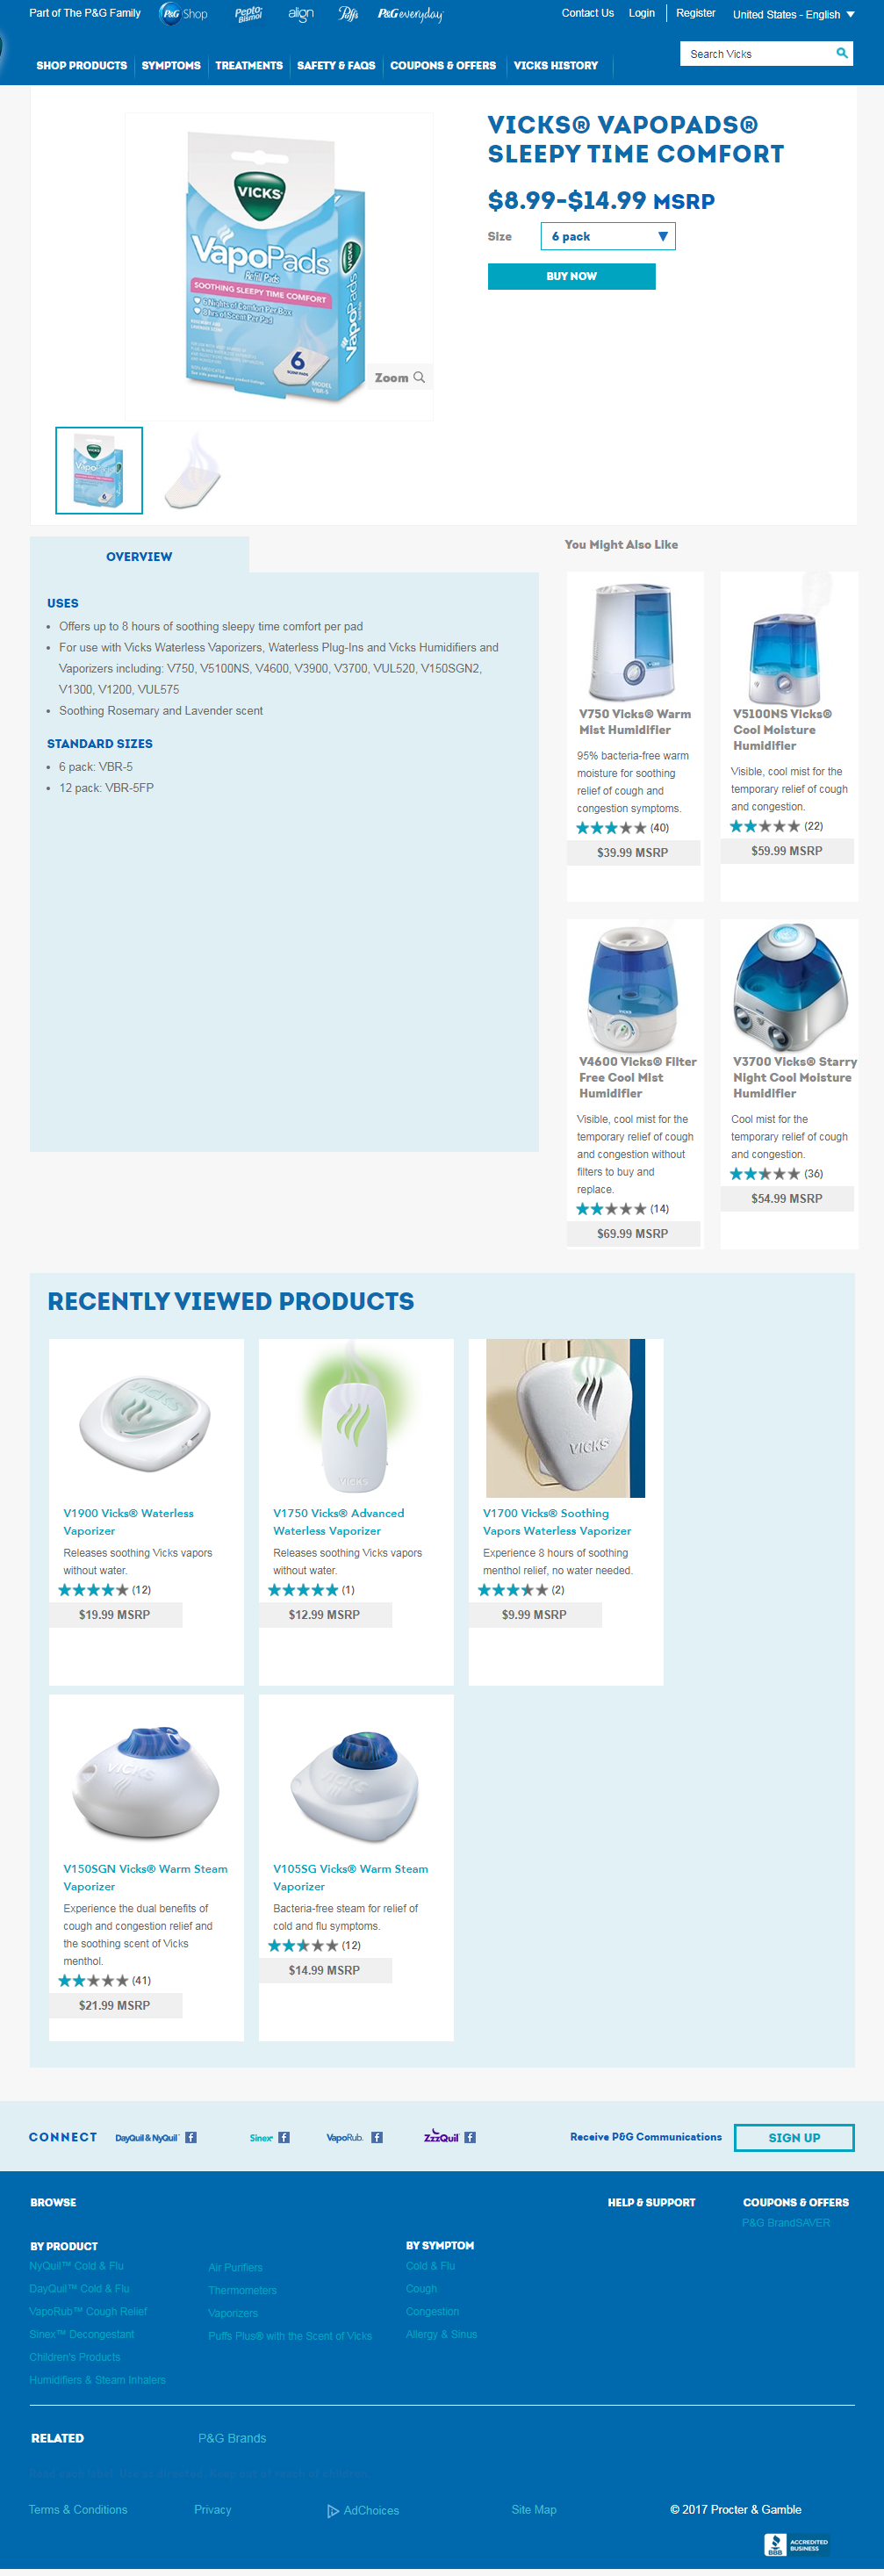 Part of The P&G Family
P&G Shop
Pepto Bismol
align
Puffs
P&G everyday
Contact Us
Login
Register
United States - English
Search Vicks
SHOP PRODUCTS
SYMPTOMS
TREATMENTS
SAFETY & FAQS
COUPONS & OFFERS
VICKS HISTORY
VICKS® VAPOPADS®
SLEEPY TIME COMFORT
$8.99-$14.99 MSRP
Size
6 pack
BUY NOW
VICKS
VapoPads
Refill Pads
SOOTHING SLEEPY TIME COMFORT
6 Nights of Comfort Per Box
8 Hrs of Scent Per Pad
6
SCENT PADS
MODEL
VBR-5
VICKS
VapoPads
Zoom
OVERVIEW
USES
• Offers up to 8 hours of soothing sleepy time comfort per pad
• For use with Vicks Waterless Vaporizers, Waterless Plug-Ins and Vicks Humidifiers and
Vaporizers including: V750, V5100NS, V4600, V3900, V3700, VUL520, V150SGN2,
V1300, V1200, VUL575
• Soothing Rosemary and Lavender scent
STANDARD SIZES
• 6 pack: VBR-5
• 12 pack: VBR-5FP
You Might Also Like
V750 Vicks® Warm
Mist Humidifier
95% bacteria-free warm
moisture for soothing
relief of cough and
congestion symptoms.
(40)
$39.99 MSRP
V5100NS Vicks®
Cool Moisture
Humidifier
Visible, cool mist for the
temporary relief of cough
and congestion.
(22)
$59.99 MSRP
V4600 Vicks® Filter
Free Cool Mist
Humidifier
Visible, cool mist for the
temporary relief of cough
and congestion without
filters to buy and
replace.
(14)
$69.99 MSRP
V3700 Vicks® Starry
Night Cool Moisture
Humidifier
Cool mist for the
temporary relief of cough
and congestion.
(36)
$54.99 MSRP
RECENTLY VIEWED PRODUCTS
VICKS
V1900 Vicks® Waterless
Vaporizer
Releases soothing Vicks vapors
without water.
(12)
$19.99 MSRP
VICKS
V1750 Vicks® Advanced
Waterless Vaporizer
Releases soothing Vicks vapors
without water.
(1)
$12.99 MSRP
VICKS
V1700 Vicks® Soothing
Vapors Waterless Vaporizer
Experience 8 hours of soothing
menthol relief, no water needed.
(2)
$9.99 MSRP
VICKS
V150SGN Vicks® Warm Steam
Vaporizer
Experience the dual benefits of
cough and congestion relief and
the soothing scent of Vicks
menthol.
(41)
$21.99 MSRP
VICKS
V105SG Vicks® Warm Steam
Vaporizer
Bacteria-free steam for relief of
cold and flu symptoms.
(12)
$14.99 MSRP
CONNECT
DayQuil & NyQuil
Sinex
VapoRub
ZzzQuil
Receive P&G Communications
SIGN UP
BROWSE
HELP & SUPPORT
COUPONS & OFFERS
P&G BrandSAVER
BY PRODUCT
NyQuil™ Cold & Flu
DayQuil™ Cold & Flu
VapoRub™ Cough Relief
Sinex™ Decongestant
Children's Products
Humidifiers & Steam Inhalers
Air Purifiers
Thermometers
Vaporizers
Puffs Plus® with the Scent of Vicks
BY SYMPTOM
Cold & Flu
Cough
Congestion
Allergy & Sinus
RELATED
P&G Brands
Terms & Conditions
Privacy
AdChoices
Site Map
© 2017 Procter & Gamble
BBB
ACCREDITED
BUSINESS